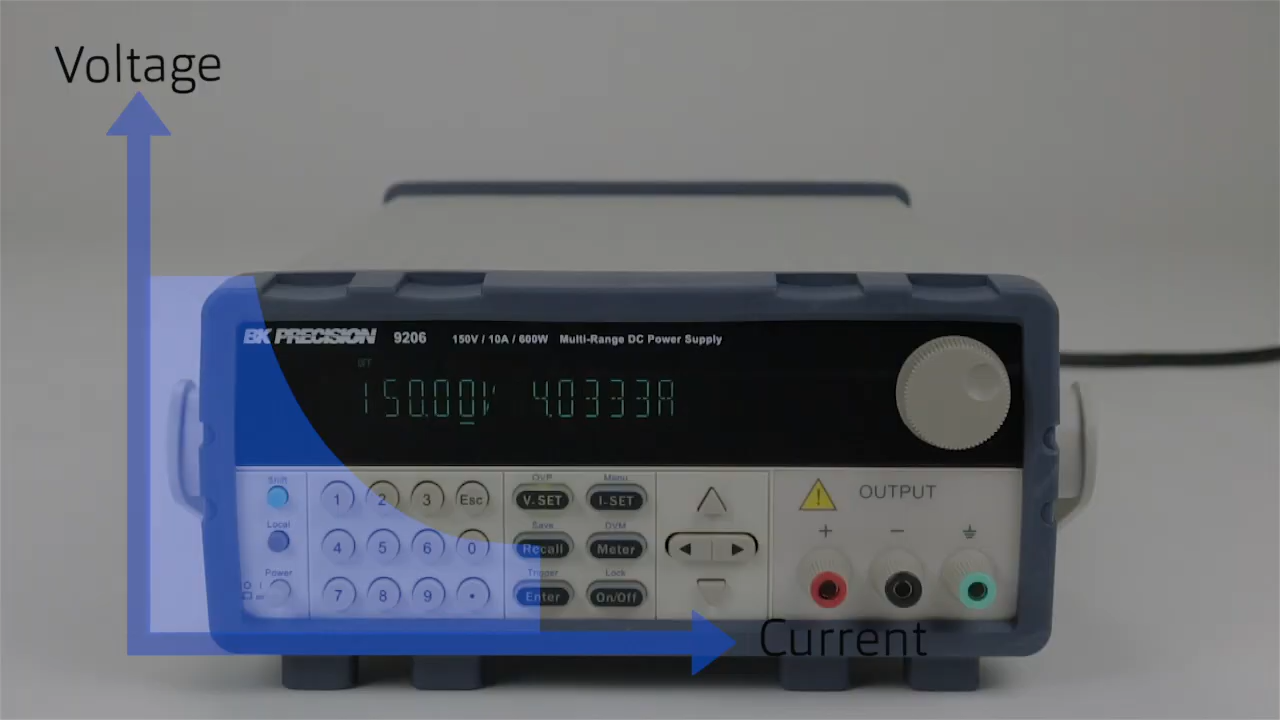 Voltage
BK PRECISION 9206 150V / 10A / 600W Multi-Range DC Power Supply
SET
150.00V 4.0333A
Shift
OVP Menu
1 2 3 Esc V-SET I-SET
OUTPUT
Local
Save DVM
+ −
4 5 6 0 Recall Meter
Power
Trigger Lock
7 8 9 • Enter On/Off
Current